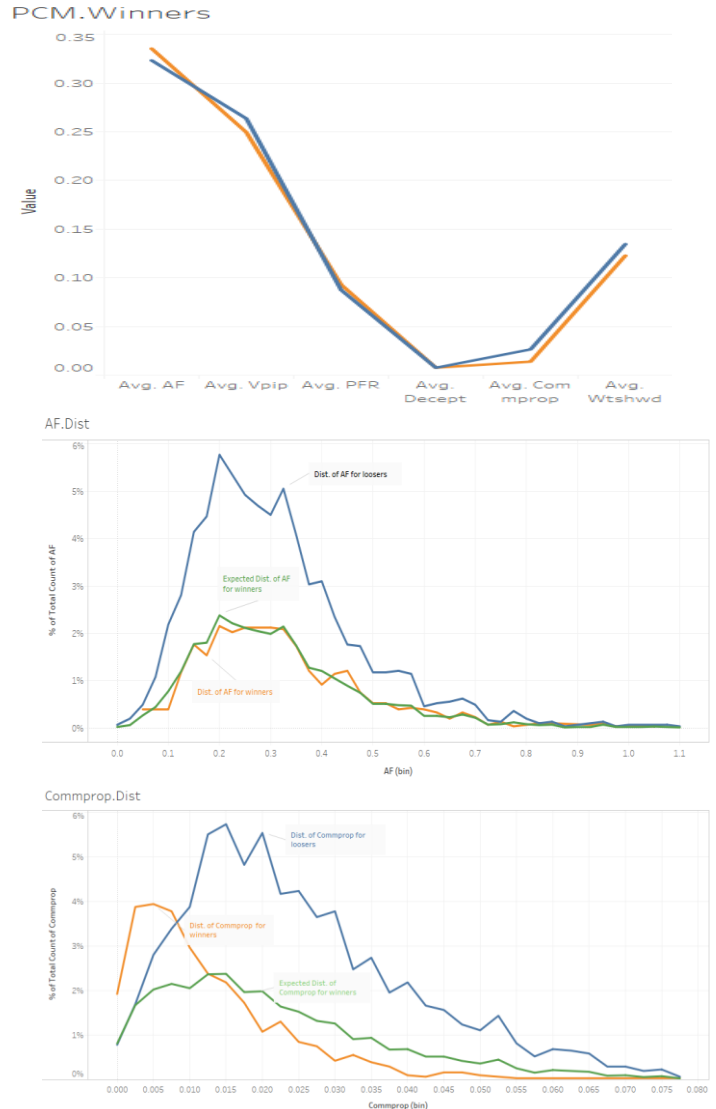 PCM.Winners
0.35
0.30
0.25
0.20
0.15
0.10
0.05
0.00
Value
Avg. AF
Avg. Vpip
Avg. PFR
Avg.
Decept
Avg. Com
mprop
Avg.
Wtshwd
AF.Dist
6%
5%
4%
3%
2%
1%
0%
% of Total Count of AF
Dist. of AF for loosers
Expected Dist. of AF
for winners
Dist. of AF for winners
0.0
0.1
0.2
0.3
0.4
0.5
0.6
0.7
0.8
0.9
1.0
1.1
AF (bin)
Commprop.Dist
6%
5%
4%
3%
2%
1%
0%
% of Total Count of Commprop
Dist. of Commprop for
loosers
Dist. of Commprop for
winners
Expected Dist. of
Commprop for winners
0.000
0.005
0.010
0.015
0.020
0.025
0.030
0.035
0.040
0.045
0.050
0.055
0.060
0.065
0.070
0.075
0.080
Commprop (bin)